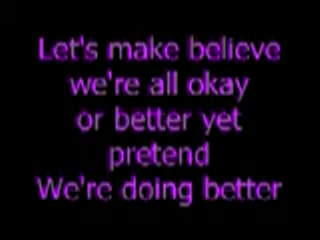 Let's make believe
we're all okay
or better yet
pretend
We're doing better